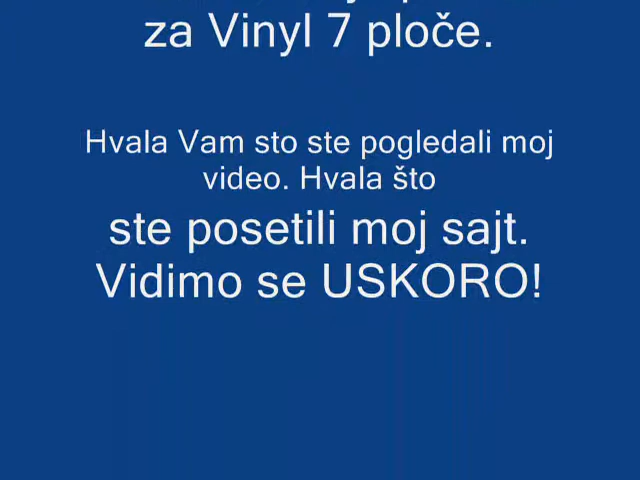 za Vinyl 7 ploče.
Hvala Vam sto ste pogledali moj
video. Hvala što
ste posetili moj sajt.
Vidimo se USKORO!